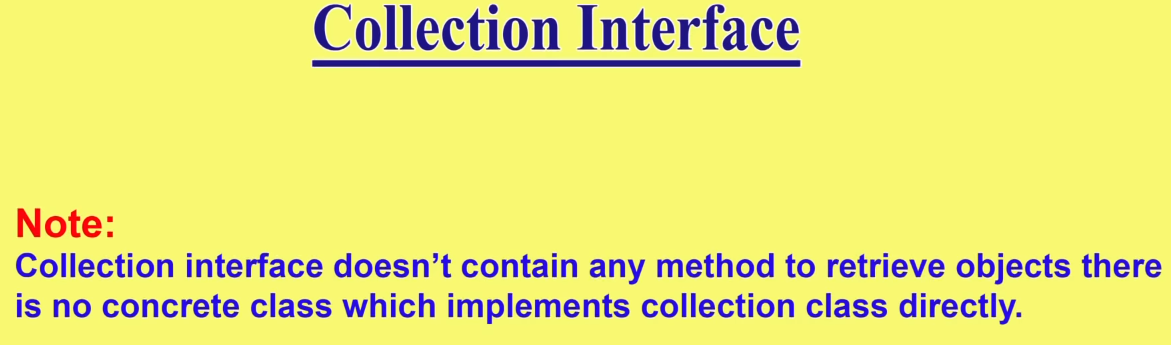 Collection Interface
Note:
Collection interface doesn’t contain any method to retrieve objects there
is no concrete class which implements collection class directly.